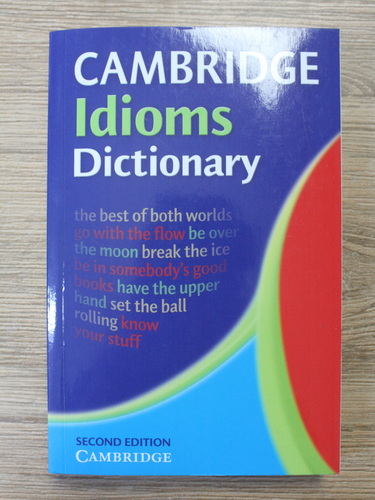 CAMBRIDGE
Idioms
Dictionary
the best of both worlds
go with the flow be over
the moon break the ice
be in somebody's good
books have the upper
hand set the ball
rolling know
your stuff
SECOND EDITION
CAMBRIDGE